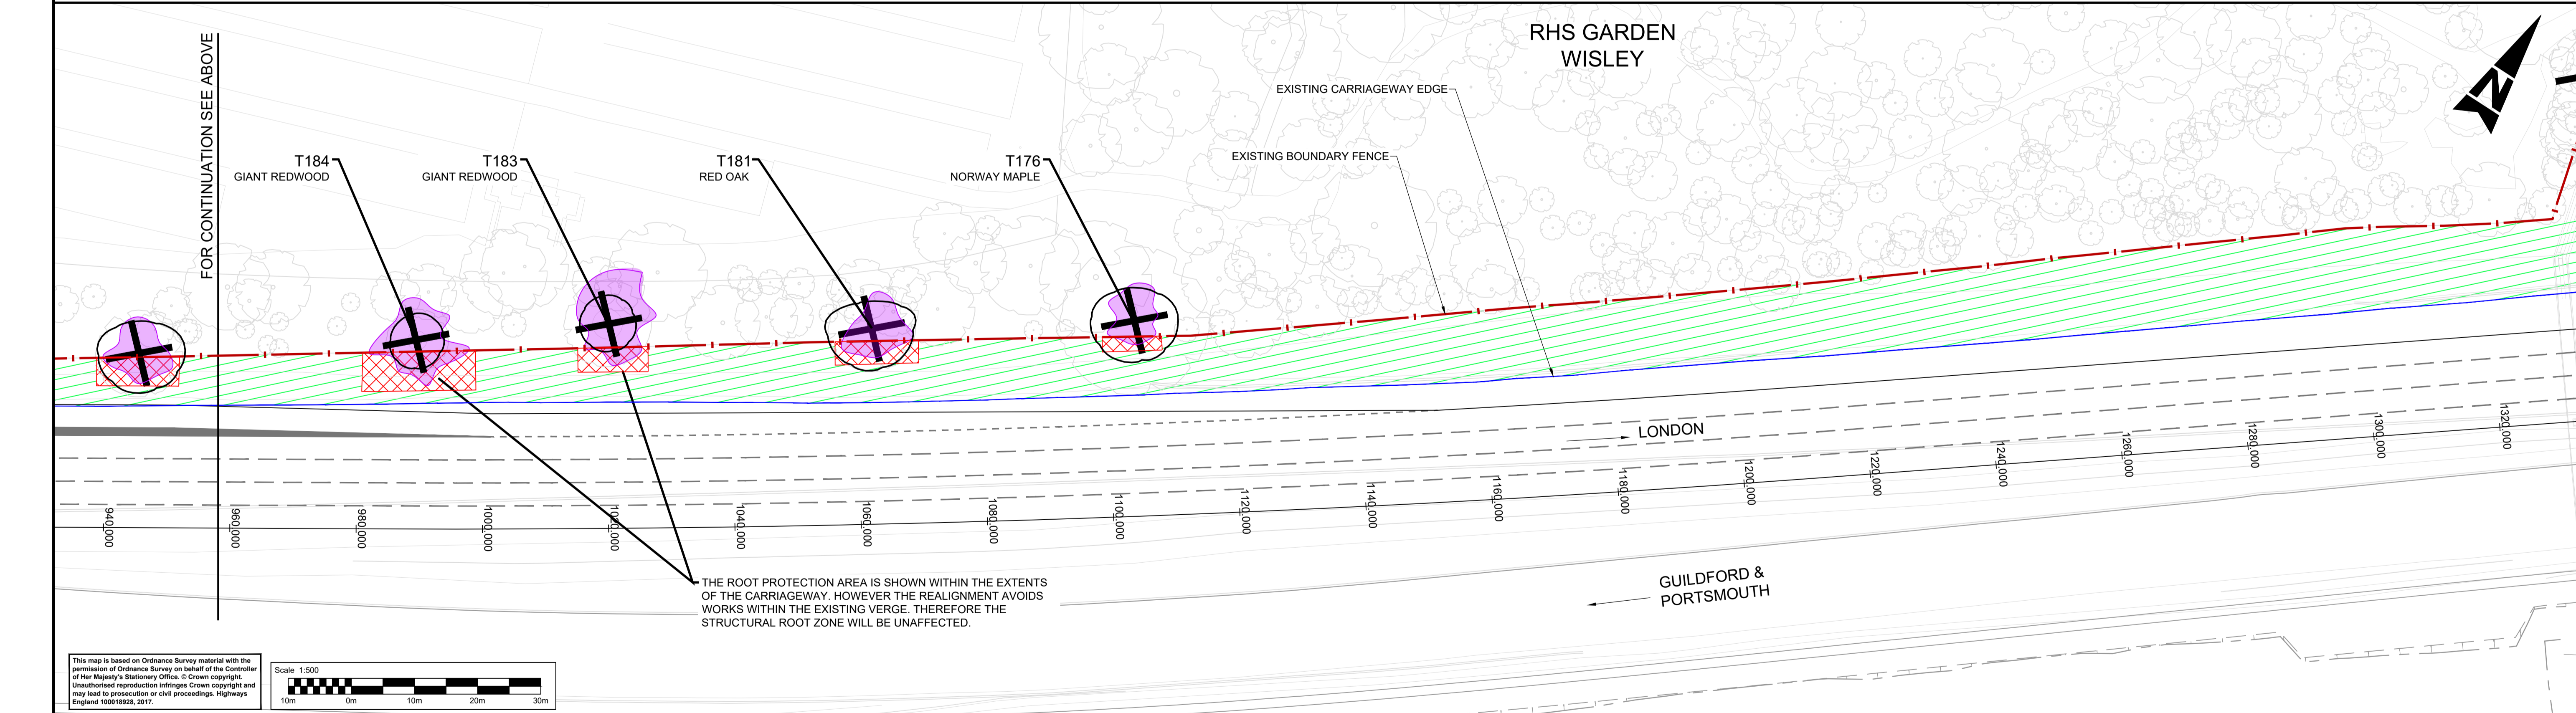 RHS GARDEN
WISLEY
FOR CONTINUATION SEE ABOVE
EXISTING CARRIAGEWAY EDGE
EXISTING BOUNDARY FENCE
N
T184
GIANT REDWOOD
T183
GIANT REDWOOD
T181
RED OAK
T176
NORWAY MAPLE
LONDON
GUILDFORD &
PORTSMOUTH
940.000
960.000
980.000
1000.000
1020.000
1040.000
1060.000
1080.000
1100.000
1120.000
1140.000
1160.000
1180.000
1200.000
1220.000
1240.000
1260.000
1280.000
1300.000
1320.000
THE ROOT PROTECTION AREA IS SHOWN WITHIN THE EXTENTS
OF THE CARRIAGEWAY. HOWEVER THE REALIGNMENT AVOIDS
WORKS WITHIN THE EXISTING VERGE. THEREFORE THE
STRUCTURAL ROOT ZONE WILL BE UNAFFECTED.
This map is based on Ordnance Survey material with the
permission of Ordnance Survey on behalf of the Controller
of Her Majesty's Stationery Office. © Crown copyright.
Unauthorised reproduction infringes Crown copyright and
may lead to prosecution or civil proceedings. Highways
England 100018928, 2017.
Scale 1:500
10m 0m 10m 20m 30m